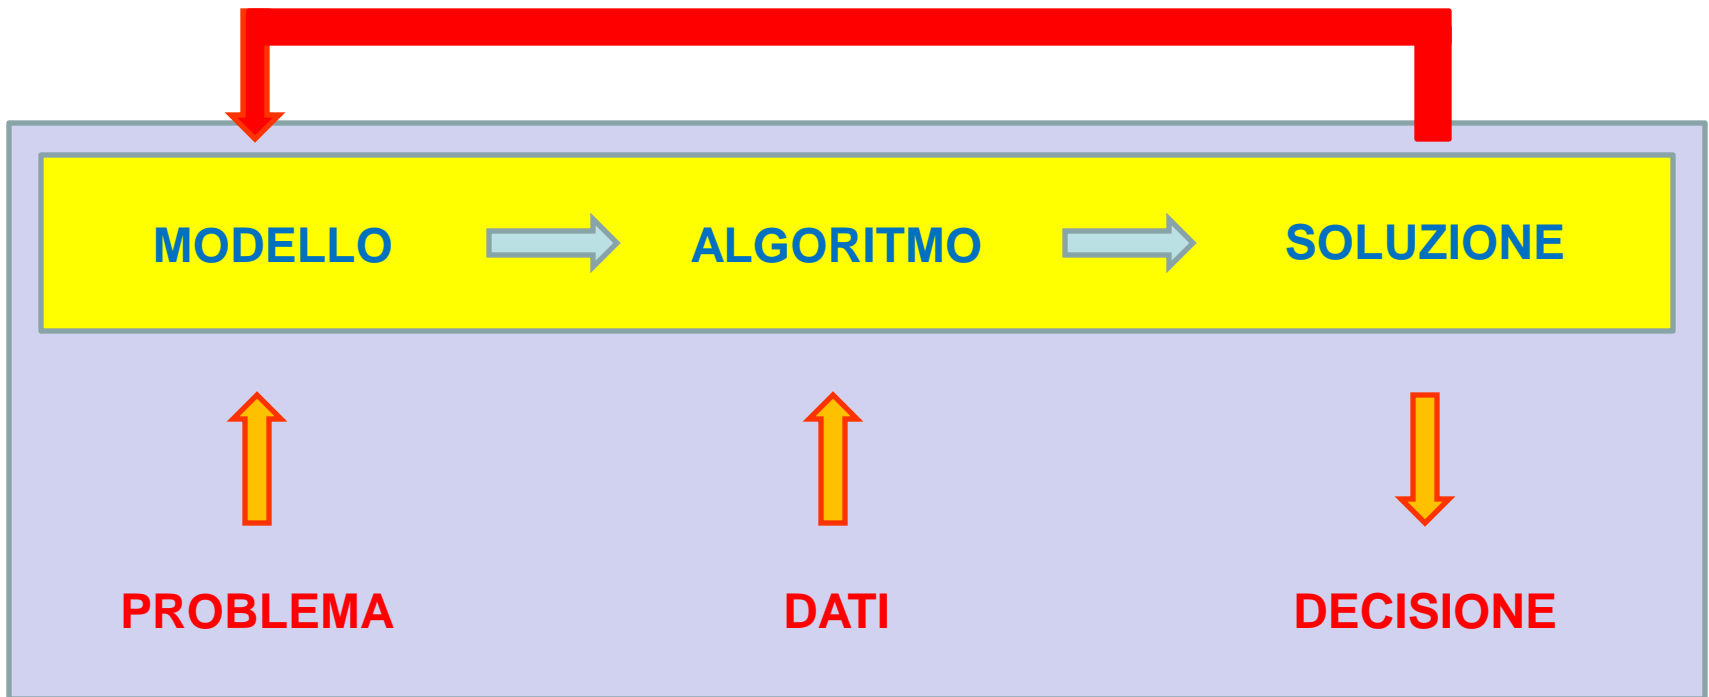 MODELLO
ALGORITMO
SOLUZIONE
PROBLEMA
DATI
DECISIONE